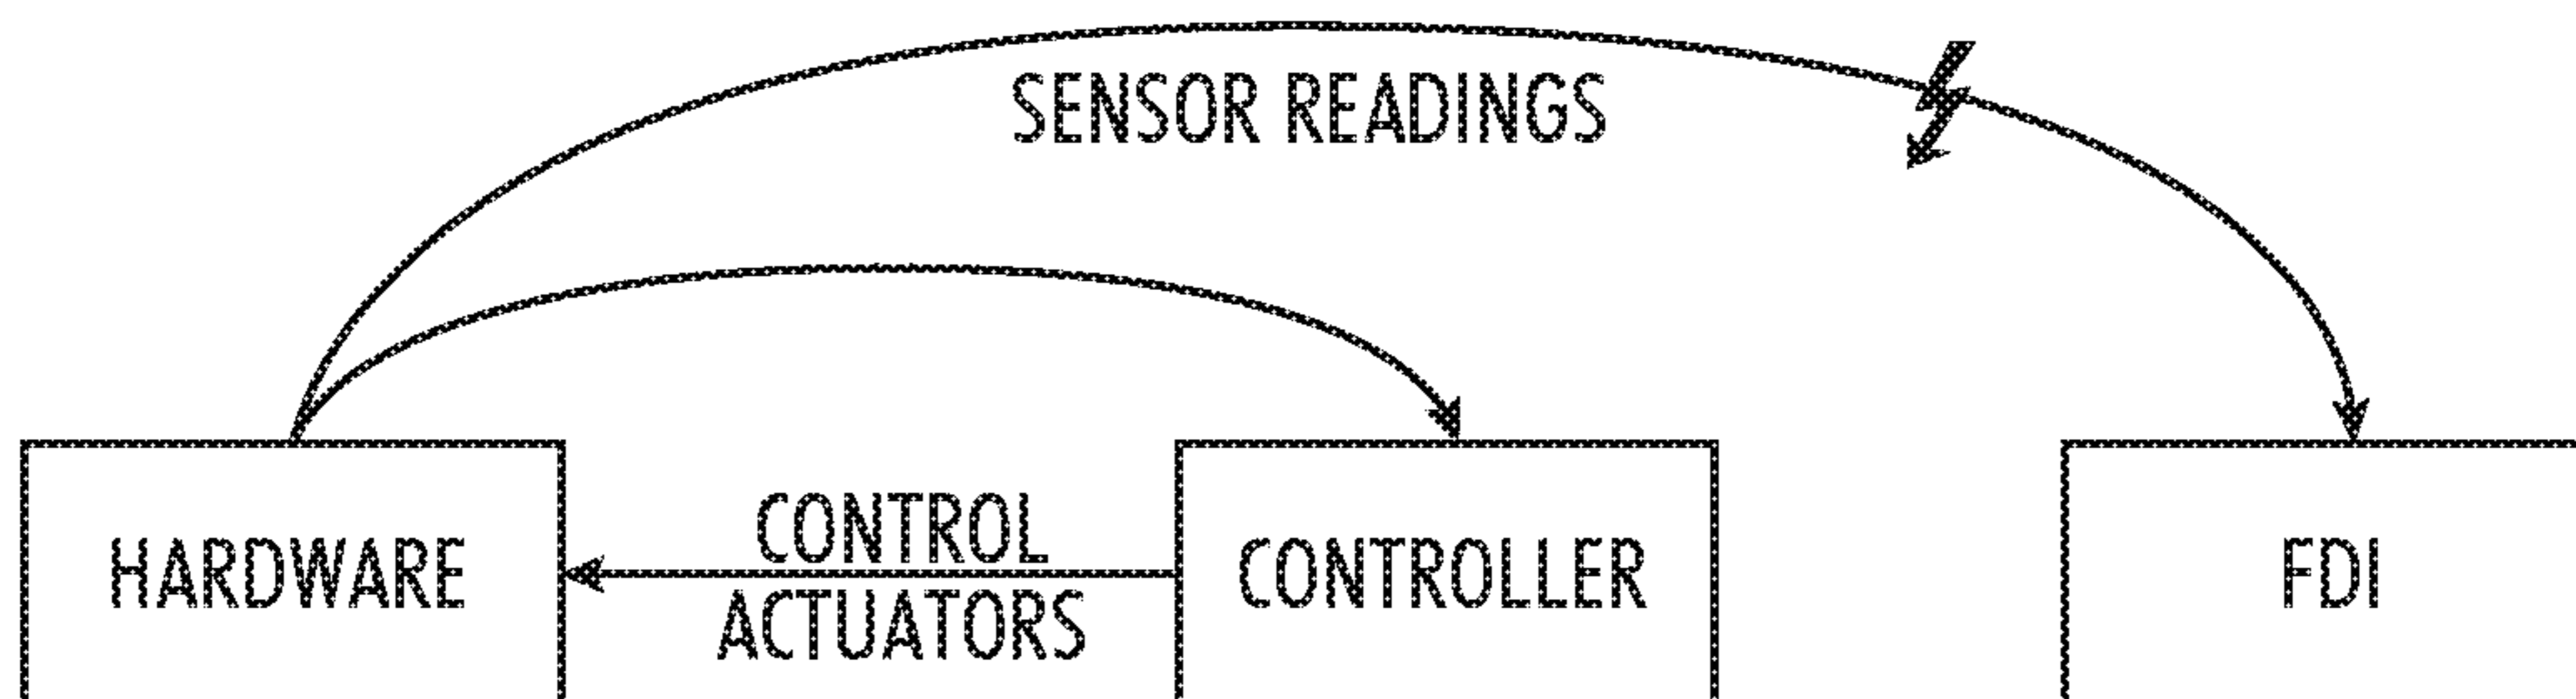 SENSOR READINGS
CONTROL
ACTUATORS
HARDWARE
CONTROLLER
FDI